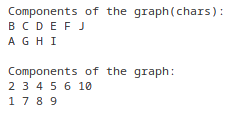 Components of the graph(chars):
B C D E F J
A G H I

Components of the graph:
2 3 4 5 6 10
1 7 8 9